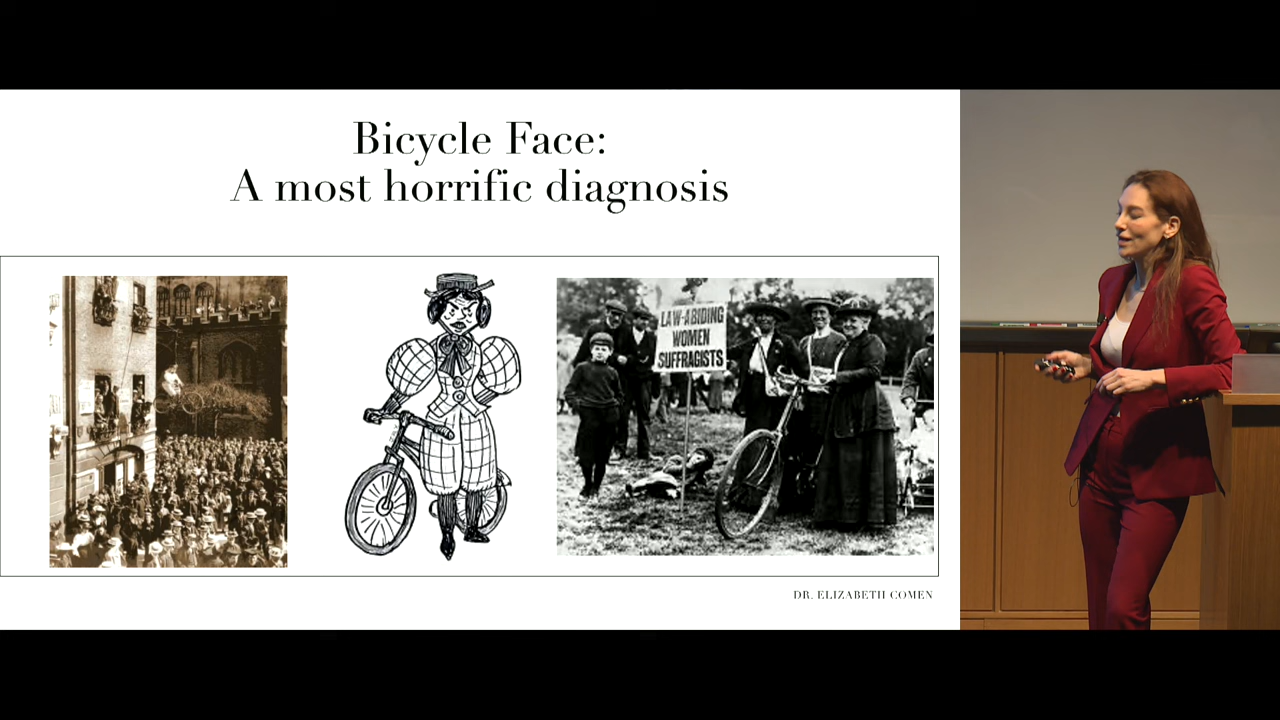 Bicycle Face:
A most horrific diagnosis
LAW-ABIDING
WOMEN
SUFFRAGISTS
DR. ELIZABETH COMEN